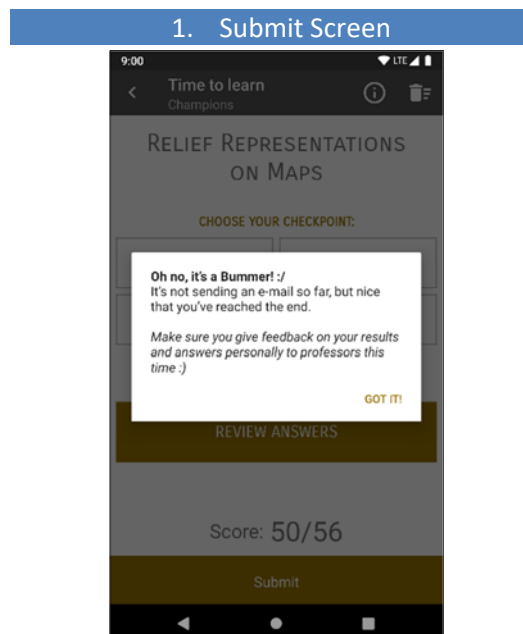 1. Submit Screen
9:00
LTE
Time to learn
Champions
RELIEF REPRESENTATIONS
ON MAPS
CHOOSE YOUR CHECKPOINT:
Oh no, it's a Bummer! :/
It's not sending an e-mail so far, but nice
that you've reached the end.
Make sure you give feedback on your results
and answers personally to professors this
time :)
GOT IT!
REVIEW ANSWERS
Score: 50/56
Submit